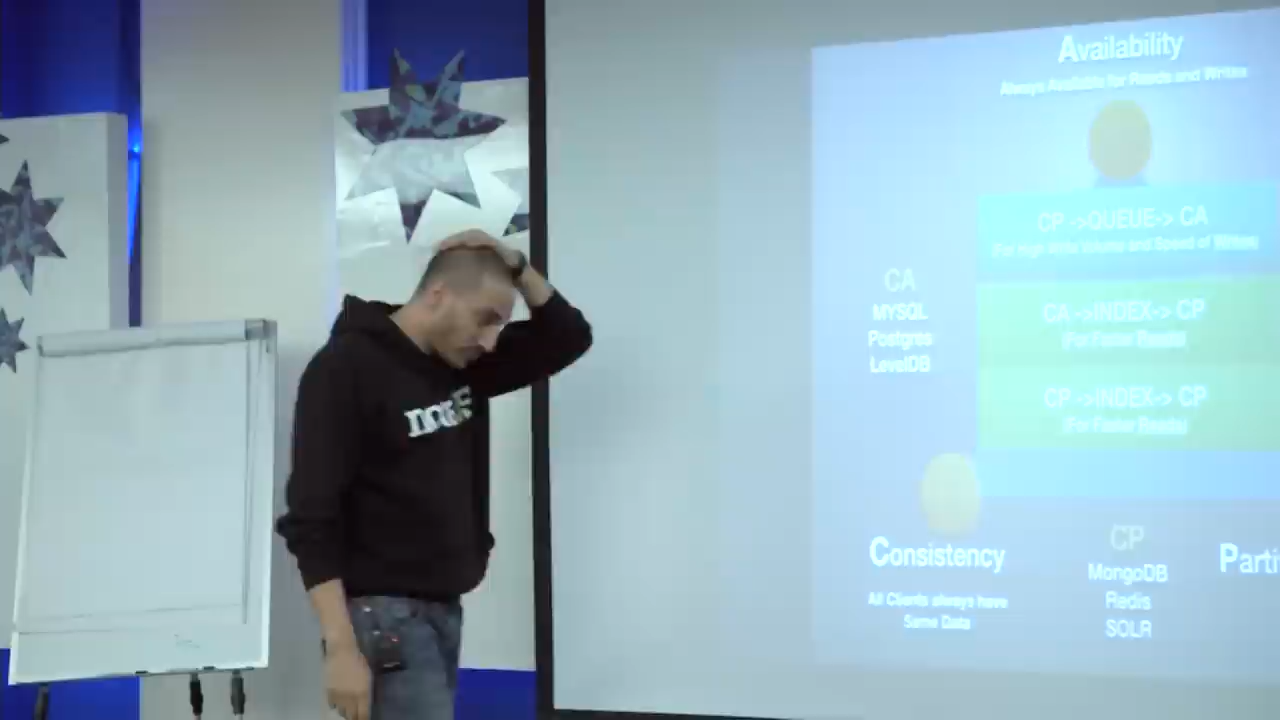 Availability
Always Available for Reads and Writes
CP ->QUEUE-> CA
(For High Write Volume and Speed of Writes)
CA
MYSQL
Postgres
LevelDB
CA ->INDEX-> CP
(For Faster Reads)
CP ->INDEX-> CP
(For Faster Reads)
Consistency
All Clients always have
Same Data
CP
MongoDB
Redis
SOLR
Parti